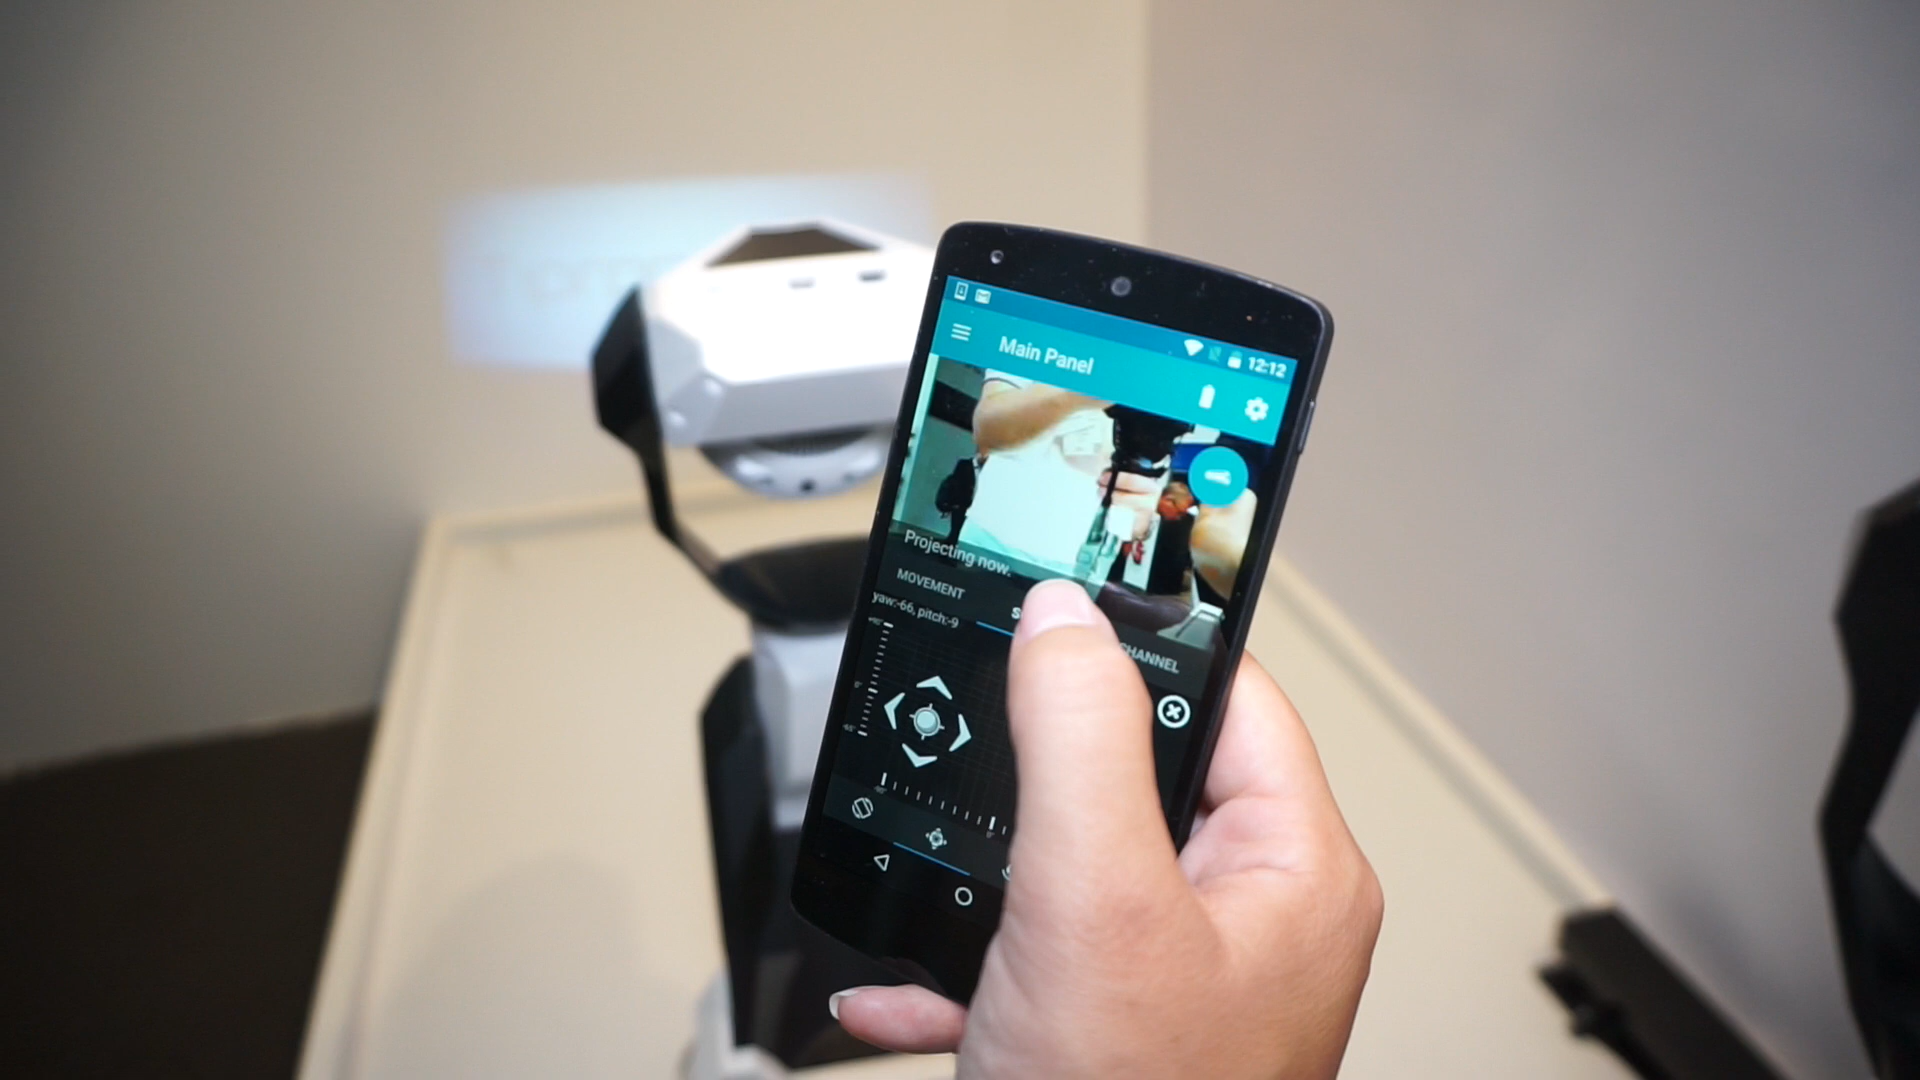 12:12
Main Panel
Projecting now.
MOVEMENT
CHANNEL
yaw:-66, pitch:-9